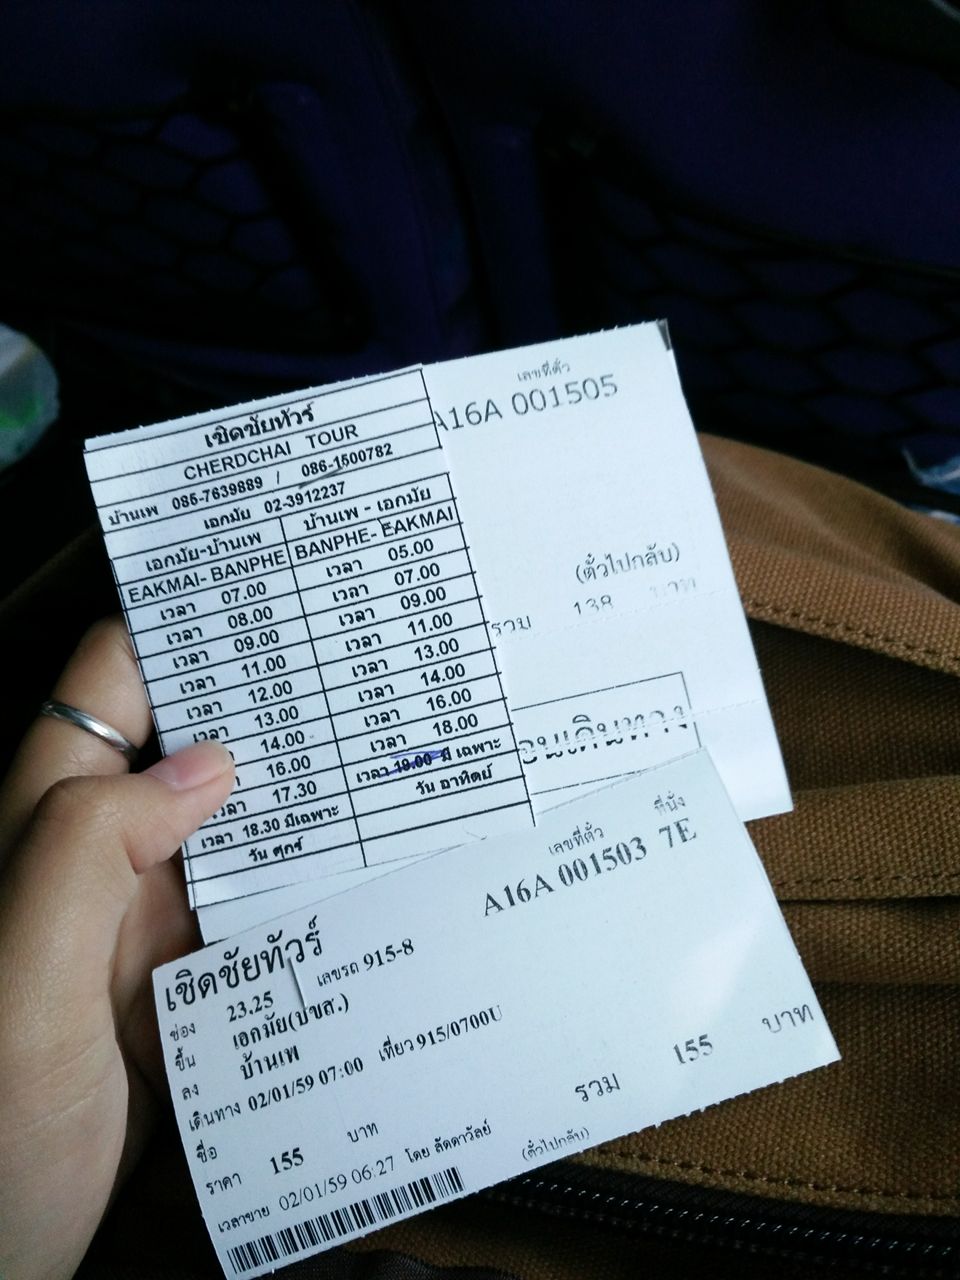 เลขที่ตั๋ว
A16A 001505
(ตั๋วไปกลับ)
รวม 138 บาท
เชิดชัยทัวร์
CHERDCHAI TOUR
บ้านเพ 085-7639889 / 086-1500782
เอกมัย 02-3912237
เอกมัย-บ้านเพ บ้านเพ - เอกมัย
EAKMAI- BANPHE BANPHE- EAKMAI
เวลา 07.00 เวลา 05.00
เวลา 08.00 เวลา 07.00
เวลา 09.00 เวลา 09.00
เวลา 11.00 เวลา 11.00
เวลา 12.00 เวลา 13.00
เวลา 13.00 เวลา 14.00
14.00 เวลา 16.00
16.00 เวลา 18.00
เวลา 17.30 เวลา 19.00 มี เฉพาะ
เวลา 18.30 มีเฉพาะ วัน อาทิตย์
วัน ศุกร์
เลขที่ตั๋ว ที่นั่ง
A16A 001503 7E
เชิดชัยทัวร์
ช่อง 23.25 เลขรถ 915-8
ขึ้น เอกมัย(ปขส.)
ลง บ้านเพ
เดินทาง 02/01/59 07:00 เที่ยว 915/0700U
ชื่อ
ราคา 155 บาท รวม 155 บาท
เวลาขาย 02/01/59 06:27 โดย ลัดดาวัลย์ (ตั๋วไปกลับ)